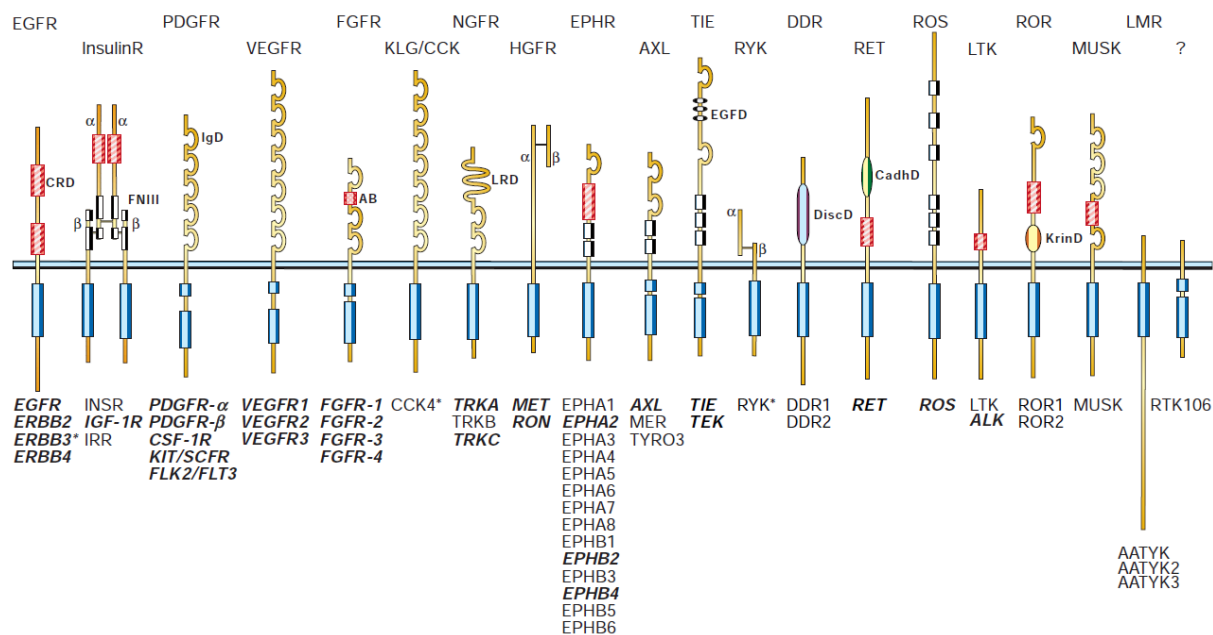 EGFR PDGFR FGFR NGFR EPHR TIE DDR ROS ROR LMR
InsulinR VEGFR KLG/CCK HGFR AXL RYK RET LTK MUSK ?
α α
IgD
EGFD
CRD
FNIII
AB
LRD
α β
CadhD
DiscD
α β
KrinD
β β
EGFR
ERBB2
ERBB3*
ERBB4
INSR
IGF-1R
IRR
PDGFR-α
PDGFR-β
CSF-1R
KIT/SCFR
FLK2/FLT3
VEGFR1
VEGFR2
VEGFR3
FGFR-1
FGFR-2
FGFR-3
FGFR-4
CCK4*
TRKA
TRKB
TRKC
MET
RON
EPHA1
EPHA2
EPHA3
EPHA4
EPHA5
EPHA6
EPHA7
EPHA8
EPHB1
EPHB2
EPHB3
EPHB4
EPHB5
EPHB6
AXL
MER
TYRO3
TIE
TEK
RYK*
DDR1
DDR2
RET
ROS
LTK
ALK
ROR1
ROR2
MUSK
AATYK
AATYK2
AATYK3
RTK106